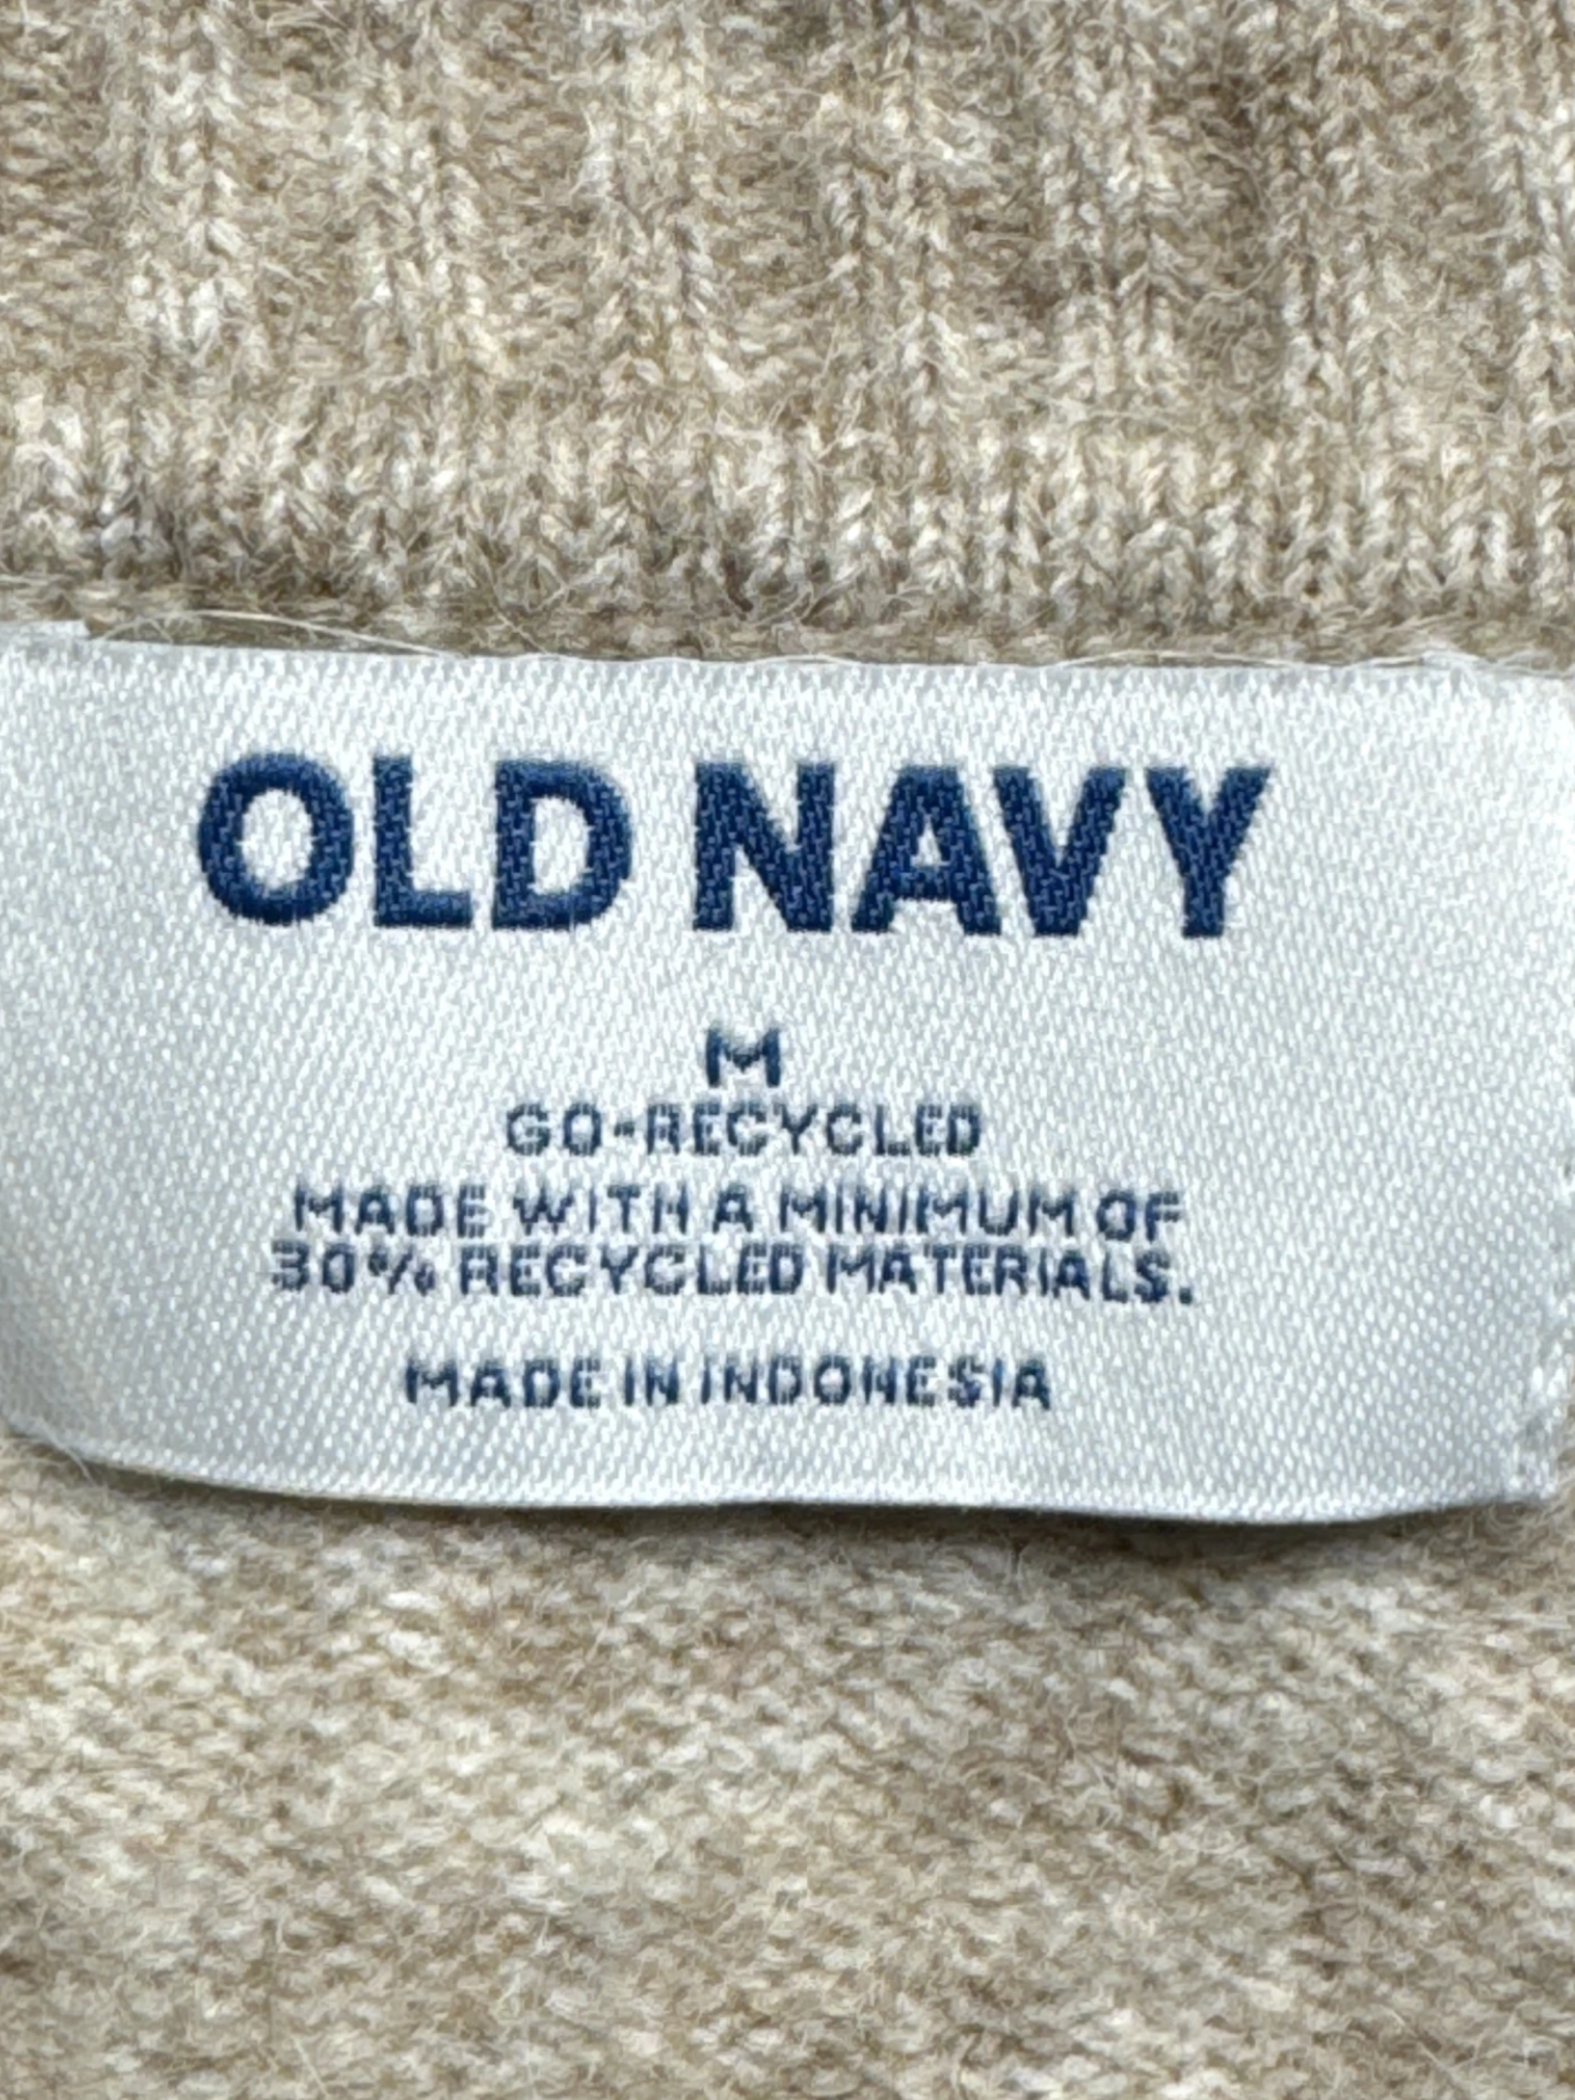 OLD NAVY
M
GO-RECYCLED
MADE WITH A MINIMUM OF
30% RECYCLED MATERIALS.
MADE IN INDONESIA